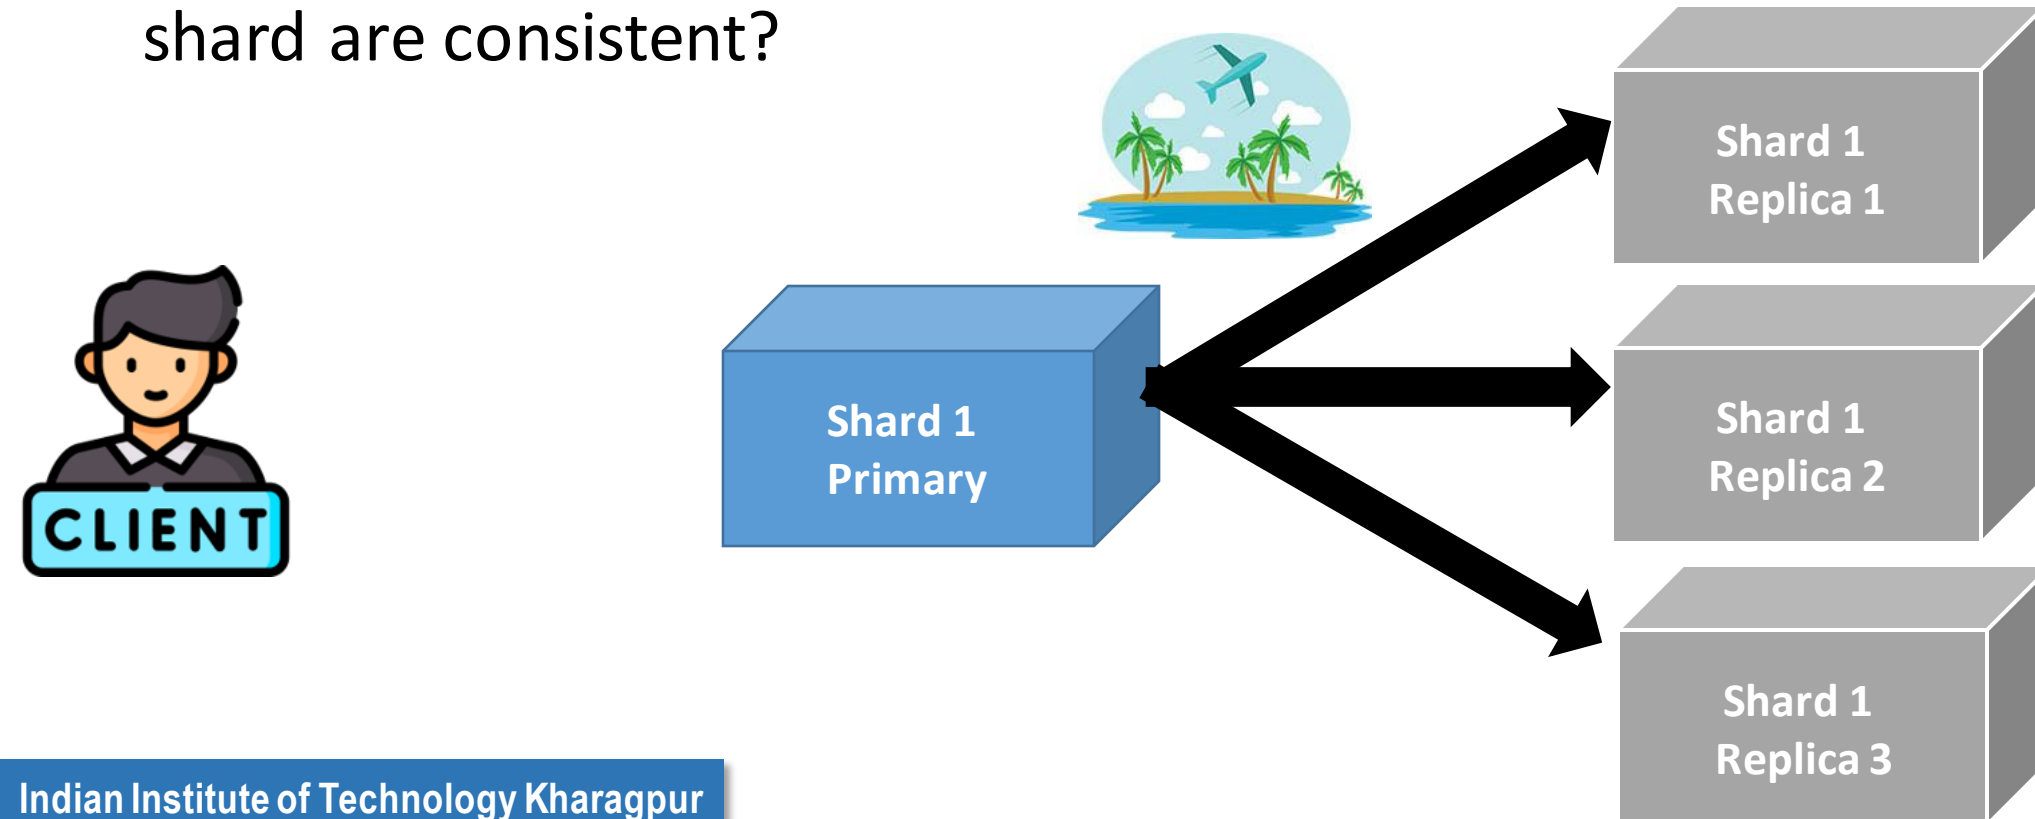 shard are consistent?
Shard 1
Replica 1
CLIENT
Shard 1
Primary
Shard 1
Replica 2
Shard 1
Replica 3
Indian Institute of Technology Kharagpur